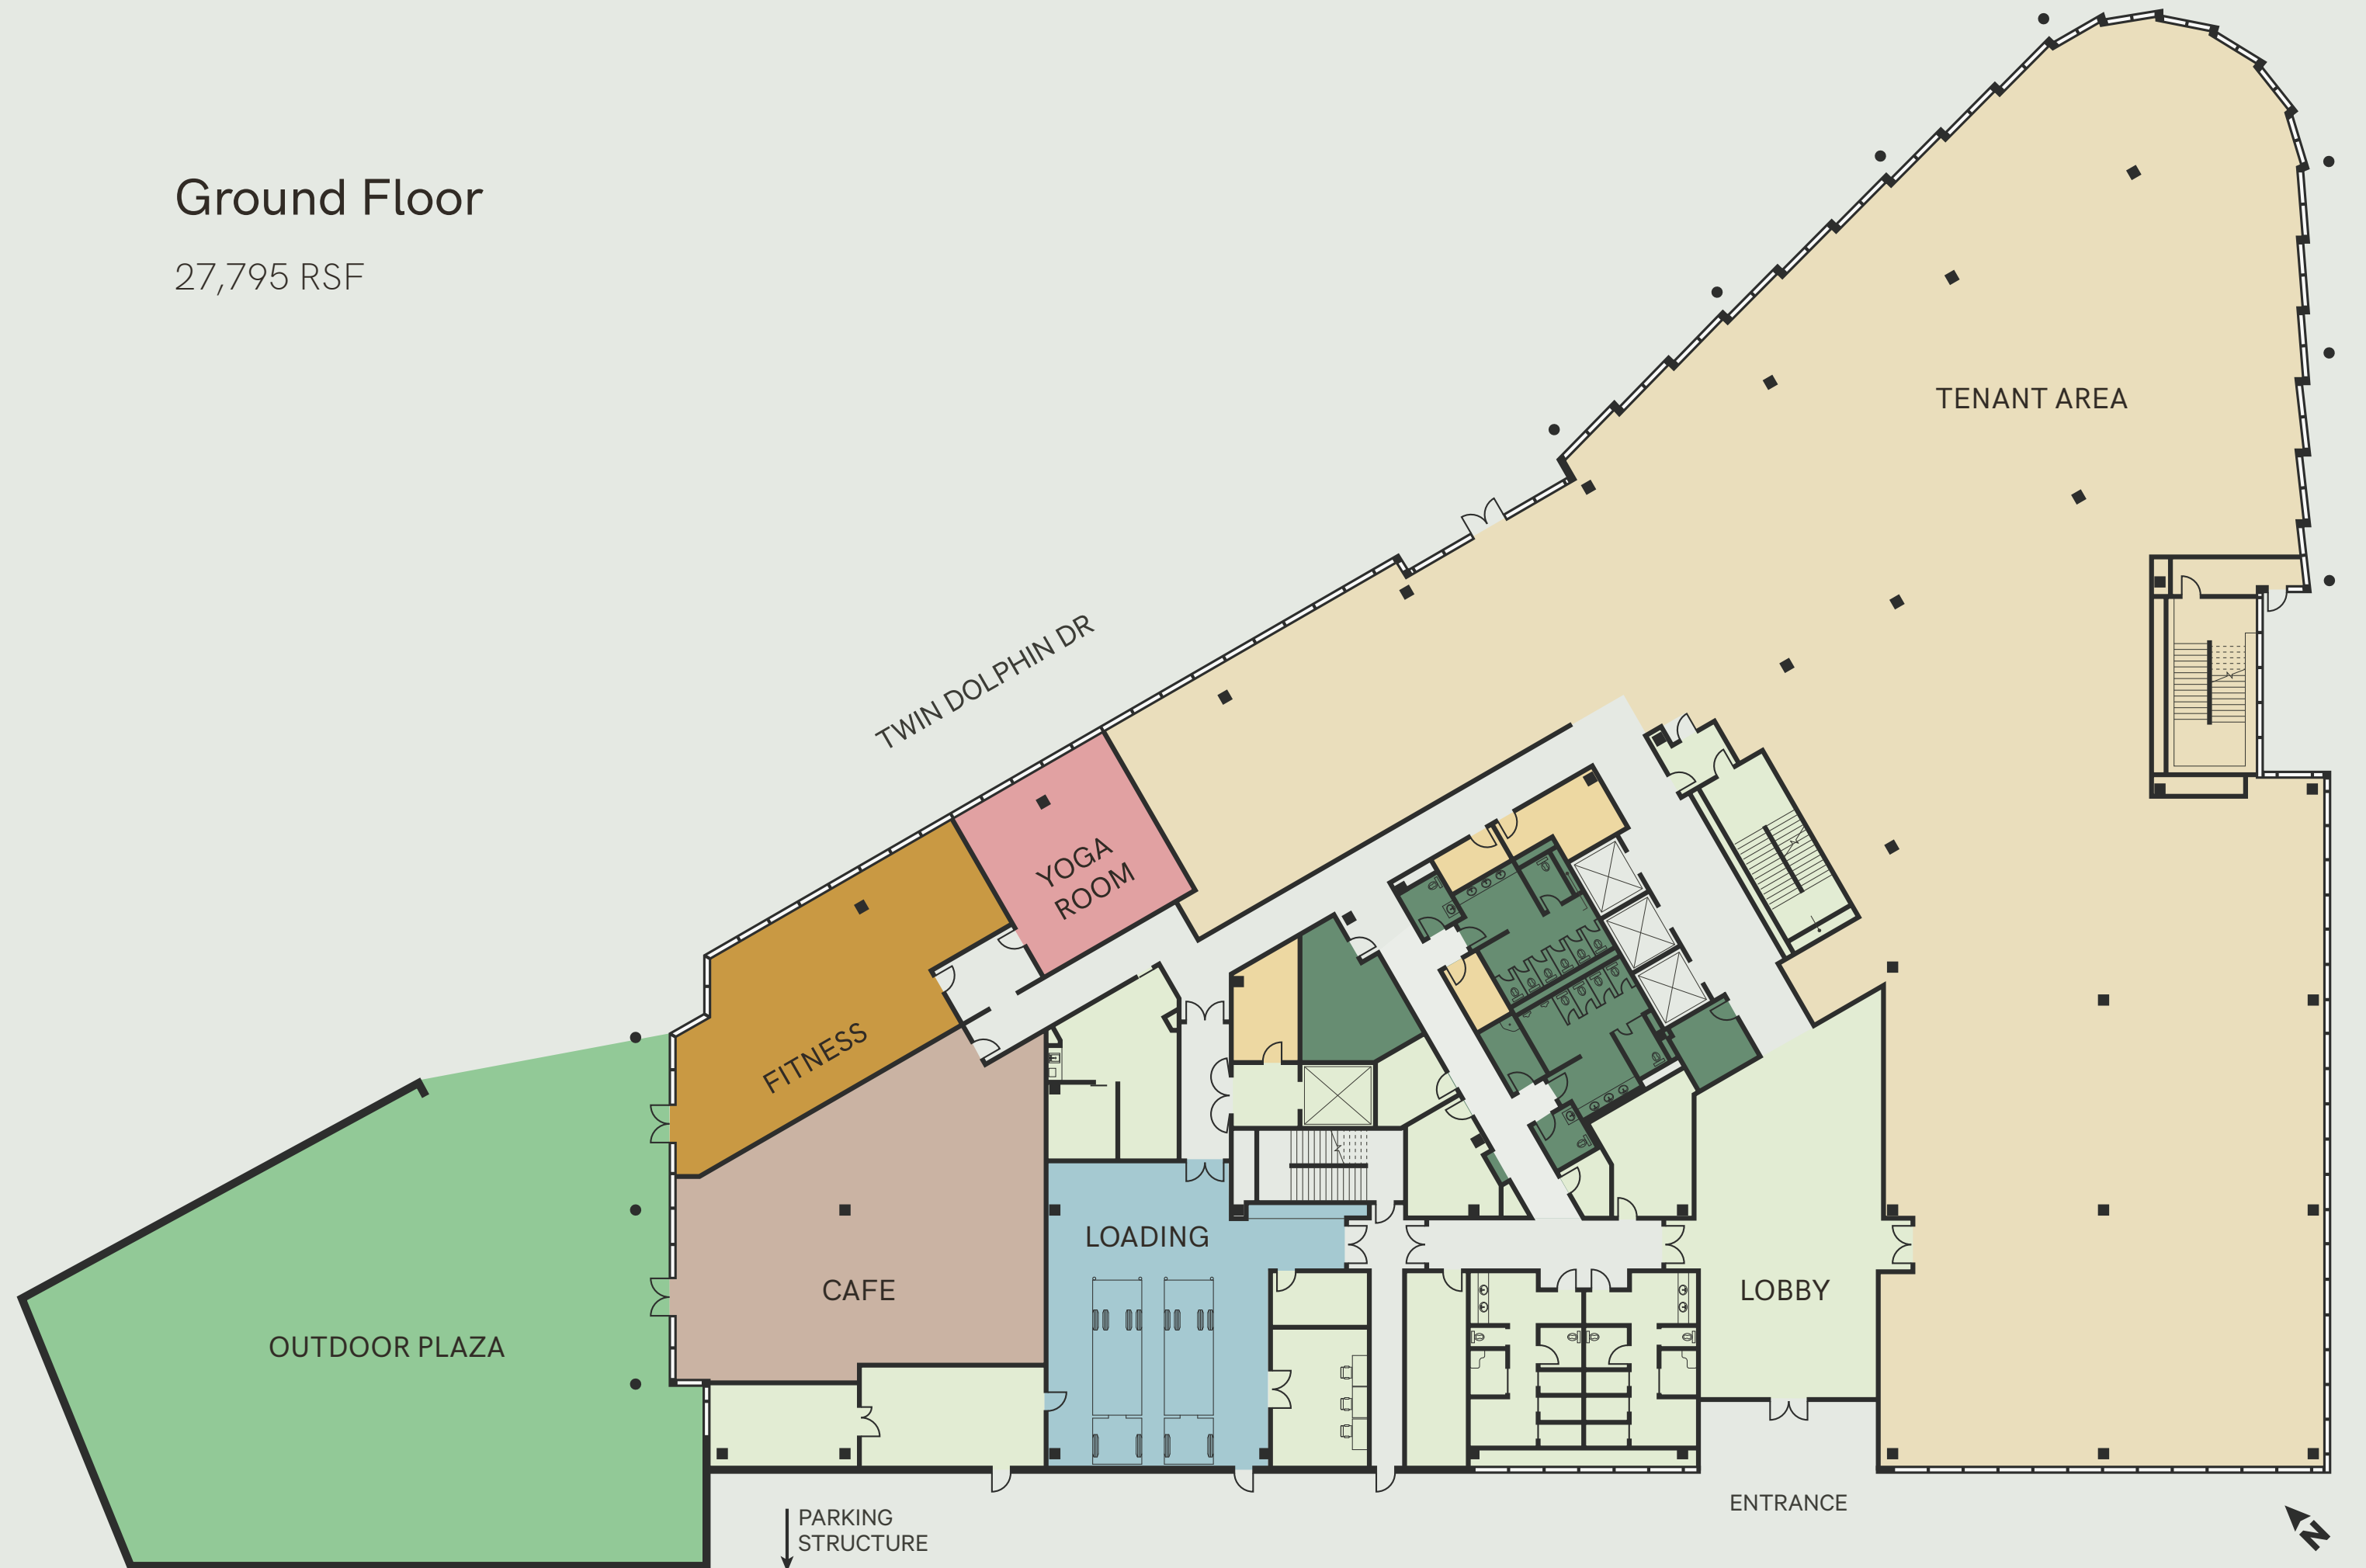 Ground Floor
27,795 RSF
TENANT AREA
TWIN DOLPHIN DR
YOGA
ROOM
FITNESS
LOADING
CAFE
LOBBY
OUTDOOR PLAZA
ENTRANCE
PARKING
STRUCTURE
N